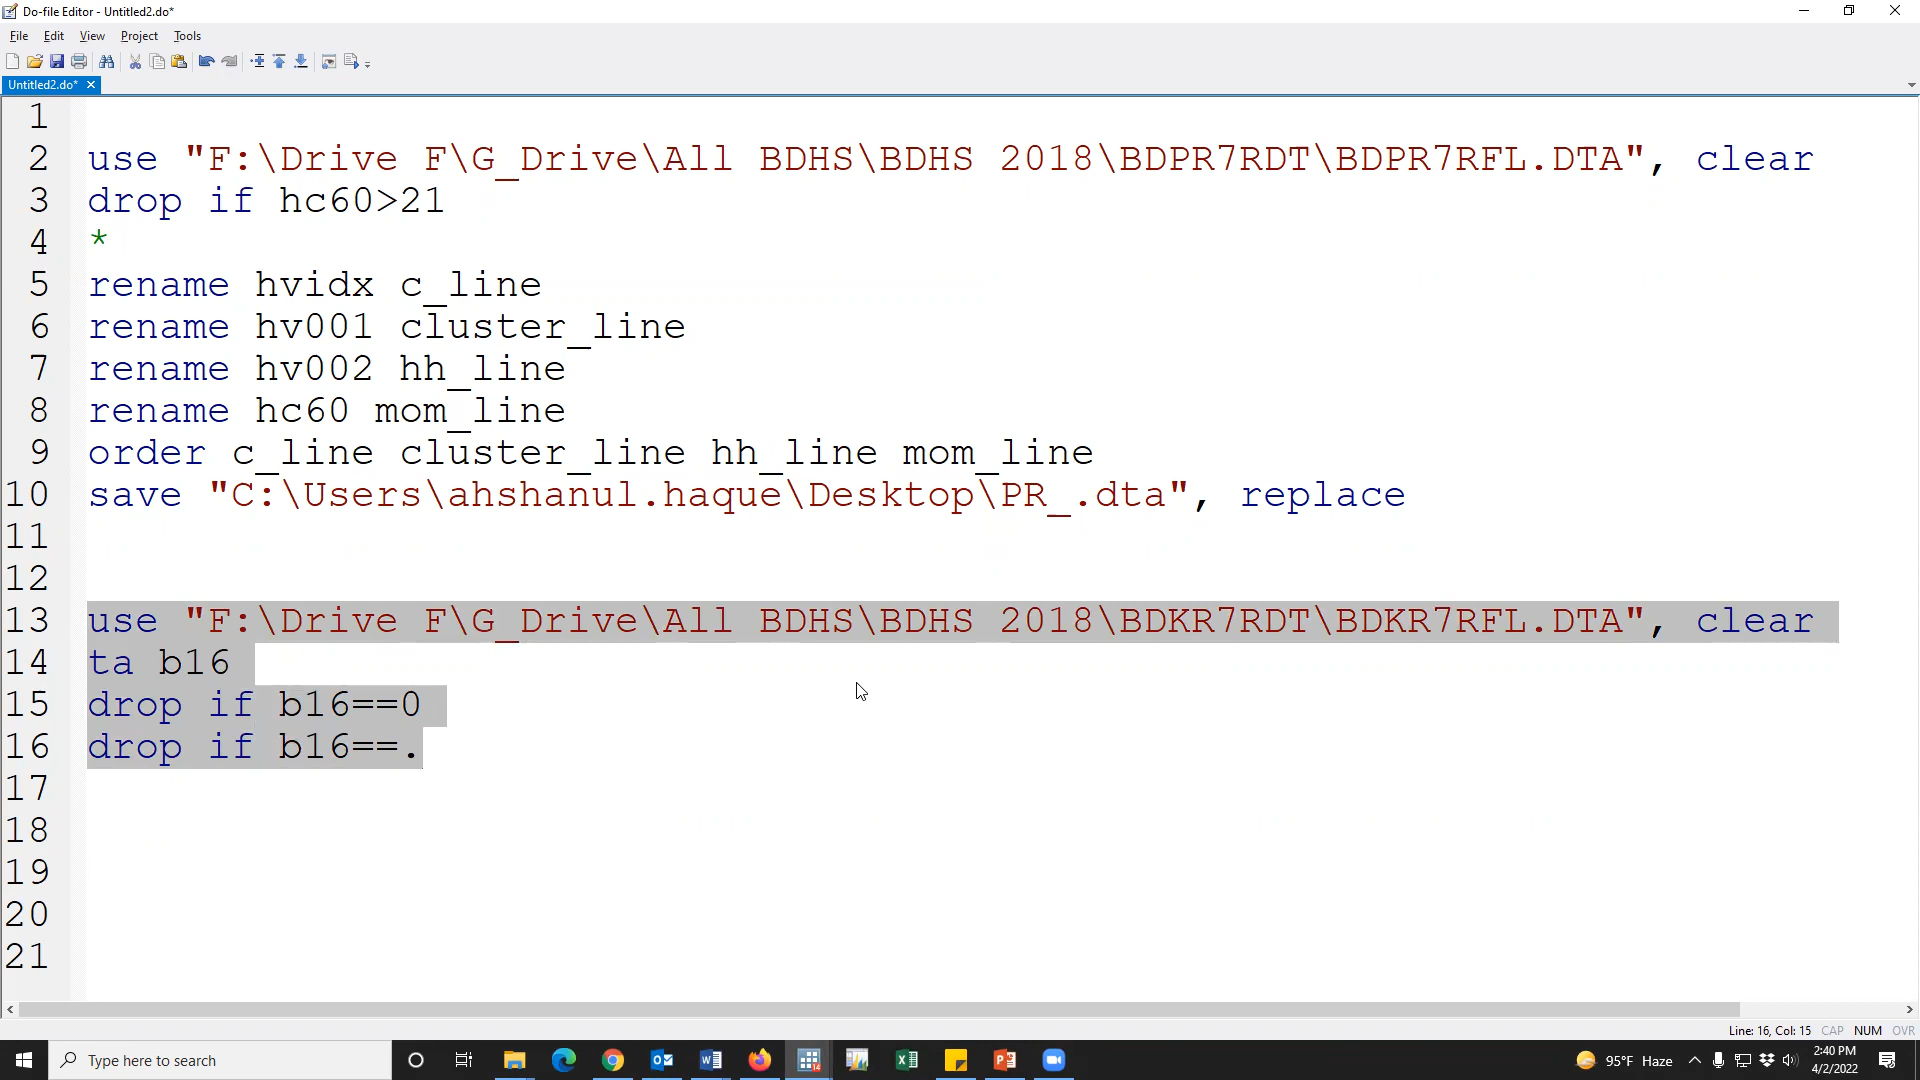 Do-file Editor - Untitled2.do*
File Edit View Project Tools
Untitled2.do*
1
2 use "F:\Drive F\G_Drive\All BDHS\BDHS 2018\BDPR7RDT\BDPR7RFL.DTA", clear
3 drop if hc60>21
4 *
5 rename hvidx c_line
6 rename hv001 cluster_line
7 rename hv002 hh_line
8 rename hc60 mom_line
9 order c_line cluster_line hh_line mom_line
10 save "C:\Users\ahshanul.haque\Desktop\PR_.dta", replace
11
12
13 use "F:\Drive F\G_Drive\All BDHS\BDHS 2018\BDKR7RDT\BDKR7RFL.DTA", clear
14 ta b16
15 drop if b16==0
16 drop if b16==.
17
18
19
20
21
Line: 16, Col: 15 CAP NUM OVR
Type here to search
95°F Haze
2:40 PM
4/2/2022